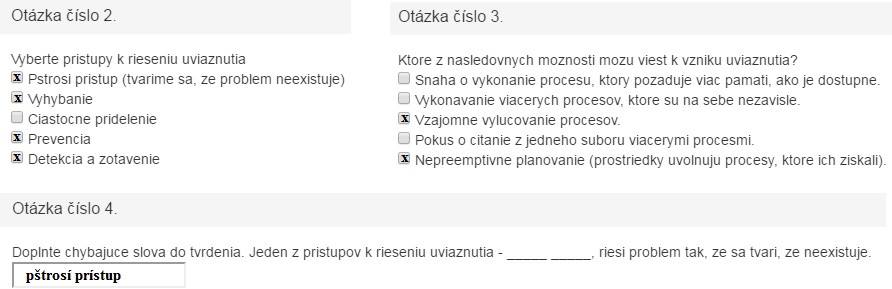 Otázka číslo 2.
Vyberte pristupy k rieseniu uviaznutia
x Pstrosi pristup (tvarime sa, ze problem neexistuje)
x Vyhybanie
Ciastocne pridelenie
x Prevencia
x Detekcia a zotavenie
Otázka číslo 3.
Ktore z nasledovnych moznosti mozu viest k vzniku uviaznutia?
Snaha o vykonanie procesu, ktory pozaduje viac pamati, ako je dostupne.
Vykonavanie viacerych procesov, ktore su na sebe nezavisle.
x Vzajomne vylucovanie procesov.
Pokus o citanie z jedneho suboru viacerymi procesmi.
x Nepreemptivne planovanie (prostriedky uvolnuju procesy, ktore ich ziskali).
Otázka číslo 4.
Doplnte chybajuce slova do tvrdenia. Jeden z pristupov k rieseniu uviaznutia - _____ _____, riesi problem tak, ze sa tvari, ze neexistuje.
pštrosí prístup